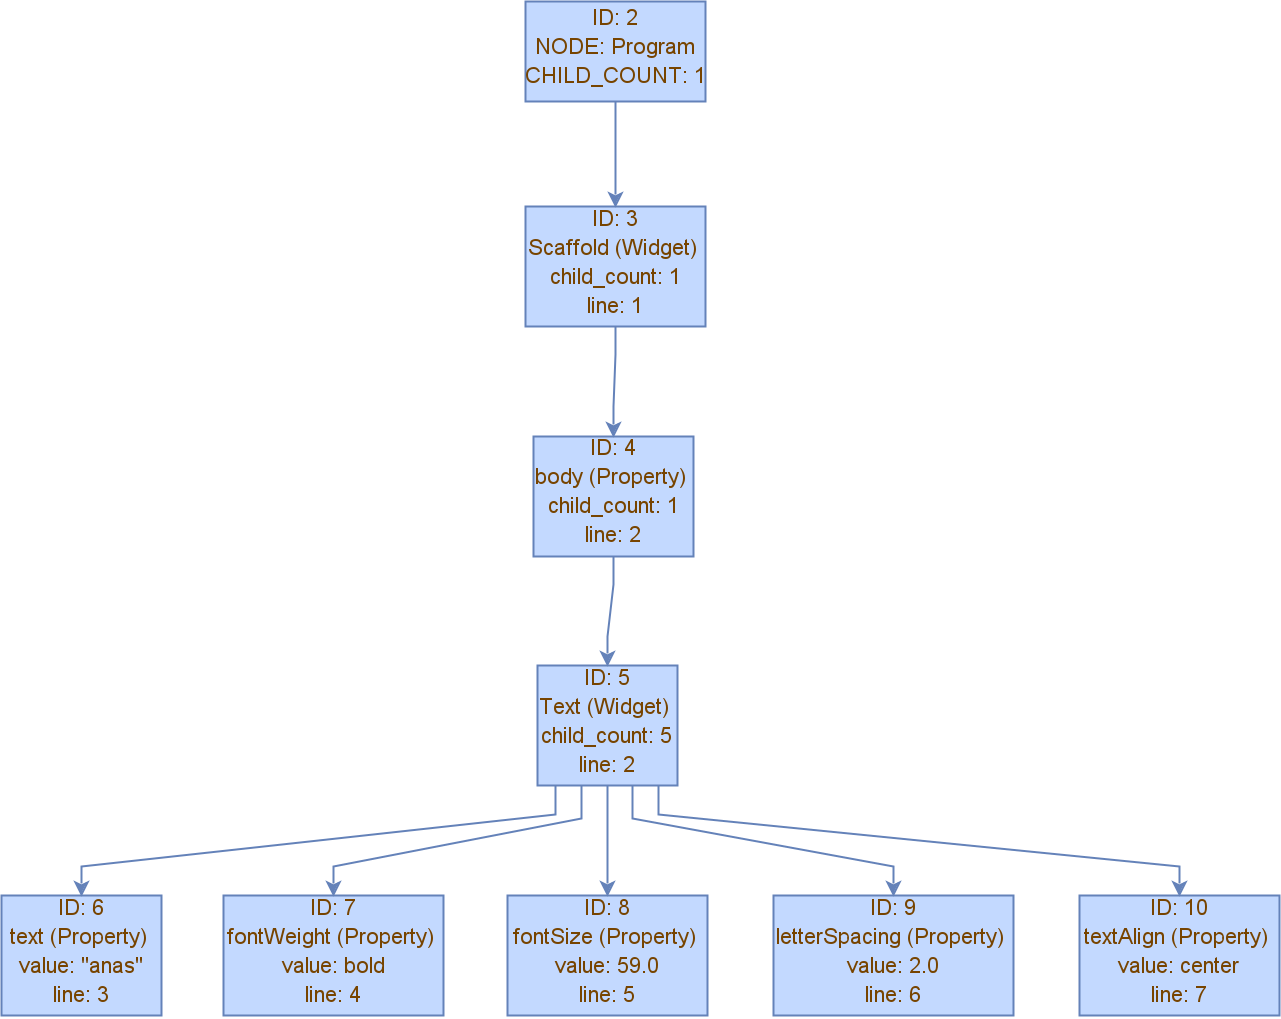 ID: 2
NODE: Program
CHILD_COUNT: 1
ID: 3
Scaffold (Widget)
child_count: 1
line: 1
ID: 4
body (Property)
child_count: 1
line: 2
ID: 5
Text (Widget)
child_count: 5
line: 2
ID: 6
text (Property)
value: "anas"
line: 3
ID: 7
fontWeight (Property)
value: bold
line: 4
ID: 8
fontSize (Property)
value: 59.0
line: 5
ID: 9
letterSpacing (Property)
value: 2.0
line: 6
ID: 10
textAlign (Property)
value: center
line: 7